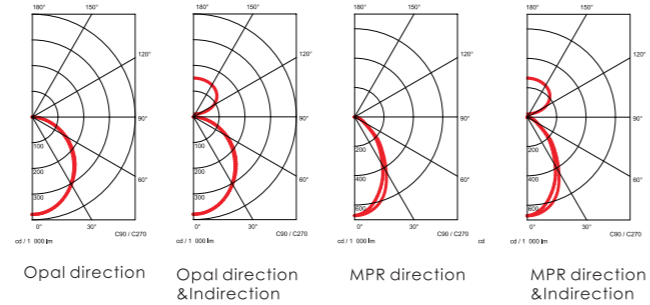 180° 150° 180° 150° 180° 150° 180° 150°
120° 120° 120° 120°
90° 90° 90° 90°
100 100 200 200
200 200 400 400
60° 60° 60° 60°
300 300 600 600
0° 30° 0° 30° 0° 30° 0° 30°
C90 / C270 C90 / C270 C90 / C270 C90 / C270
cd / 1 000 lm cd / 1 000 lm cd / 1 000 lm cd cd / 1 000 lm
Opal direction Opal direction MPR direction MPR direction
&Indirection &Indirection